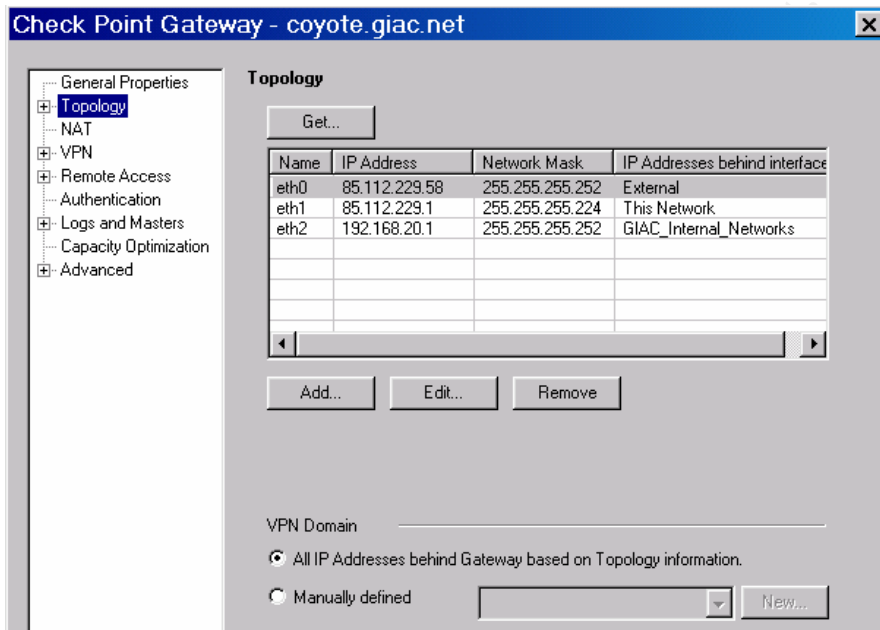 Check Point Gateway - coyote.giac.net
General Properties
Topology
NAT
VPN
Remote Access
Authentication
Logs and Masters
Capacity Optimization
Advanced
Topology
Get...
Name IP Address Network Mask IP Addresses behind interface
eth0 85.112.229.58 255.255.255.252 External
eth1 85.112.229.1 255.255.255.224 This Network
eth2 192.168.20.1 255.255.255.252 GIAC_Internal_Networks
Add... Edit... Remove
VPN Domain
All IP Addresses behind Gateway based on Topology information.
Manually defined New...